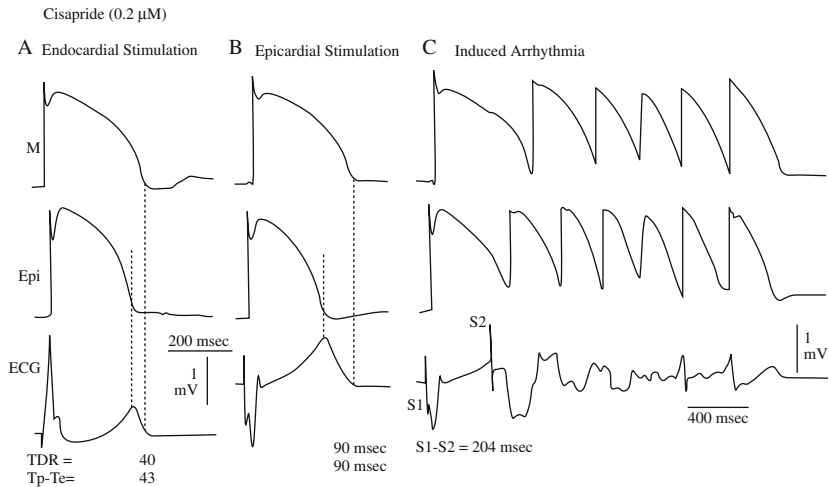 Cisapride (0.2 µM)
A Endocardial Stimulation
B Epicardial Stimulation
C Induced Arrhythmia
M
Epi
ECG
200 msec
1
mV
S2
S1
1
mV
400 msec
S1-S2 = 204 msec
TDR = 40
Tp-Te= 43
90 msec
90 msec